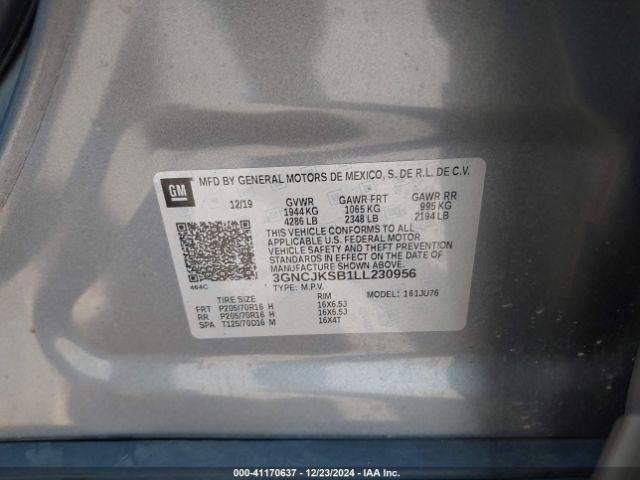 GM
MFD BY GENERAL MOTORS DE MEXICO, S. DE R.L. DE C.V.
12/19 GVWR GAWR FRT GAWR RR
1944 KG 1065 KG 995 KG
4286 LB 2348 LB 2194 LB
THIS VEHICLE CONFORMS TO ALL
APPLICABLE U.S. FEDERAL MOTOR
VEHICLE SAFETY AND THEFT PREVENTION
STANDARDS IN EFFECT ON THE DATE OF
MANUFACTURE SHOWN ABOVE.
464C
3GNCJKSB1LL230956
TYPE: M.P.V. MODEL: 161JU76
TIRE SIZE RIM
FRT P205/70R16 H 16X6.5J
RR P205/70R16 H 16X6.5J
SPA T125/70D16 M 16X4T
000-41170637 - 12/23/2024 - IAA Inc.